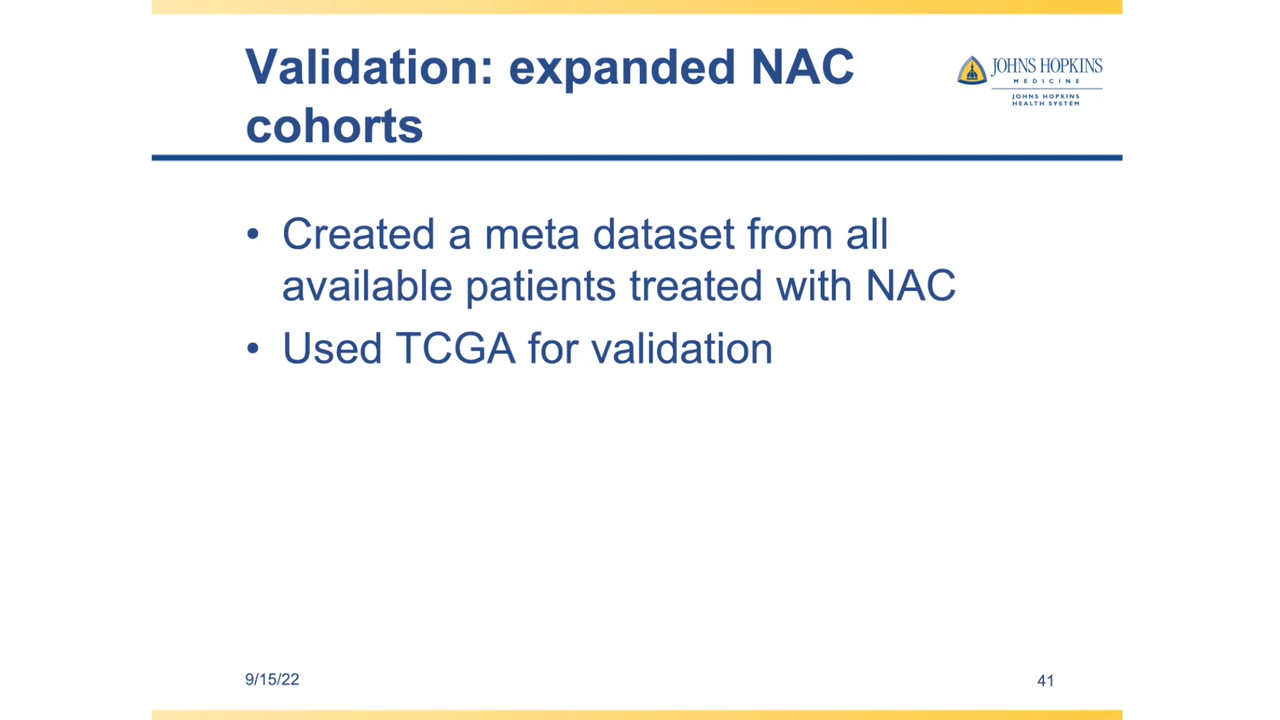 Validation: expanded NAC
cohorts
JOHNS HOPKINS
MEDICINE
JOHNS HOPKINS
HEALTH SYSTEM
• Created a meta dataset from all
available patients treated with NAC
• Used TCGA for validation
9/15/22
41